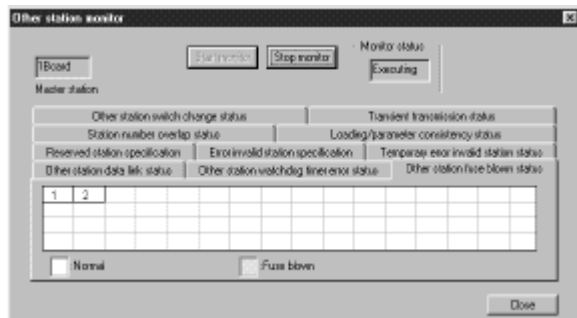 Other station monitor
Start monitor
Stop monitor
Monitor status
Executing
1Board
Master station
Other station switch change status
Transient transmission status
Station number overlap status
Loading/parameter consistency status
Reserved station specification
Error invalid station specification
Temporary error invalid station status
Other station data link status
Other station watchdog timer error status
Other station fuse blown status
1 2
:Normal
:Fuse blown
Close